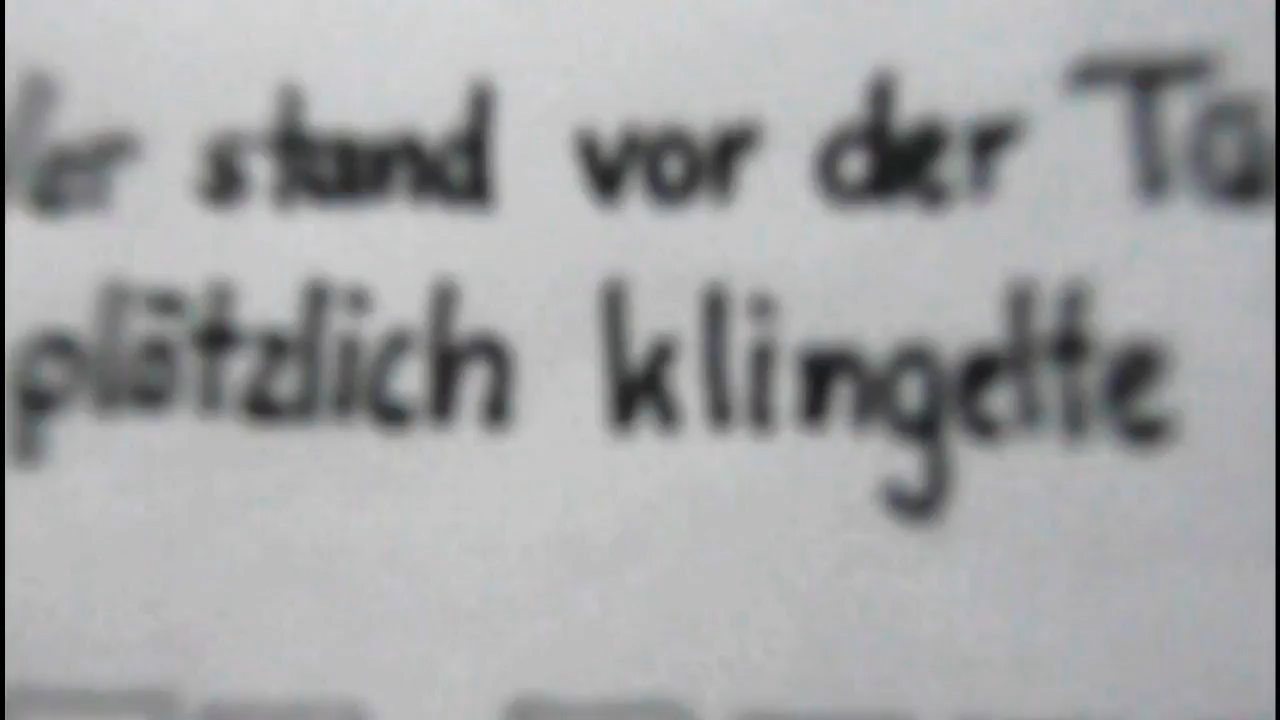 stand vor der
plötzlich klingelte